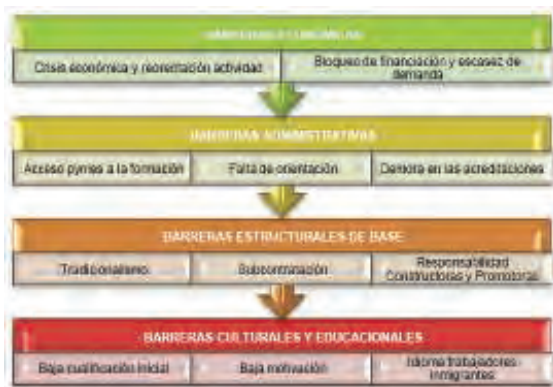 BARRERAS ECONÓMICAS
Crisis económica y reorientación actividad
Bloqueo de financiación y escasez de
demanda
BARRERAS ADMINISTRATIVAS
Acceso pymes a la formación
Falta de orientación
Demora en las acreditaciones
BARRERAS ESTRUCTURALES DE BASE
Tradicionalismo
Subcontratación
Responsabilidad
Constructoras y Promotoras
BARRERAS CULTURALES Y EDUCACIONALES
Baja cualificación inicial
Baja motivación
Idioma trabajadores
inmigrantes